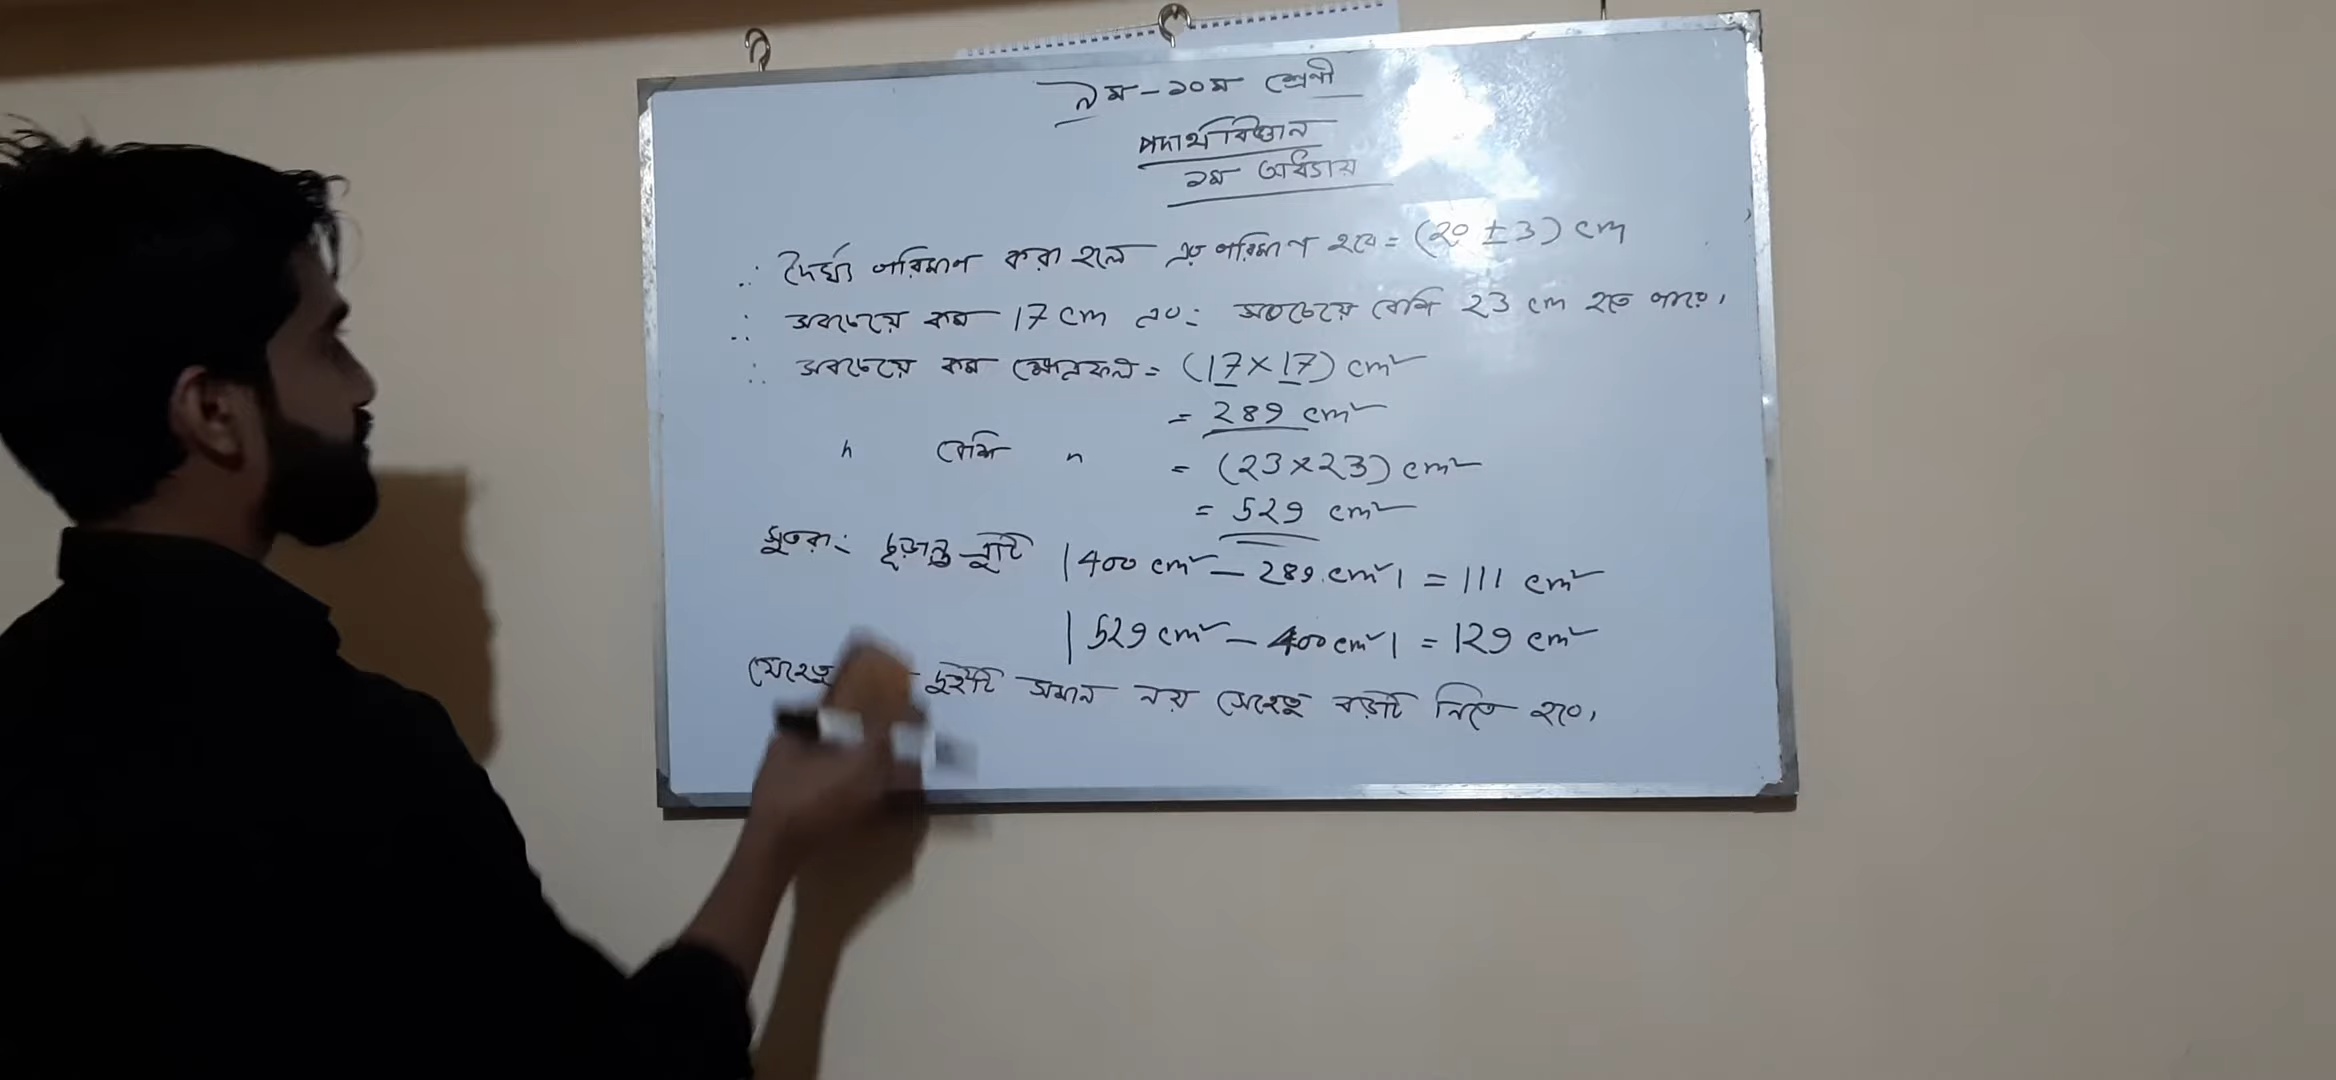 ৯ম - ১০ম শ্রেণী
পদার্থবিজ্ঞান
১ম অধ্যায়
∴ দৈর্ঘ্য পরিমাপ করা হলে এর পরিমাপ হবে = (20 ± 3) cm
∴ সবচেয়ে কম 17 cm এবং সবচেয়ে বেশি 23 cm হতে পারে।
∴ সবচেয়ে কম ক্ষেত্রফল = (17 × 17) cm²
= 289 cm²
" বেশি " = (23 × 23) cm²
= 529 cm²
সুতরাং চূড়ান্ত ত্রুটি |400 cm² − 289 cm²| = 111 cm²
|529 cm² − 400 cm²| = 129 cm²
যেহেতু দুইটি সমান নয় সেহেতু বড়টি নিতে হবে।